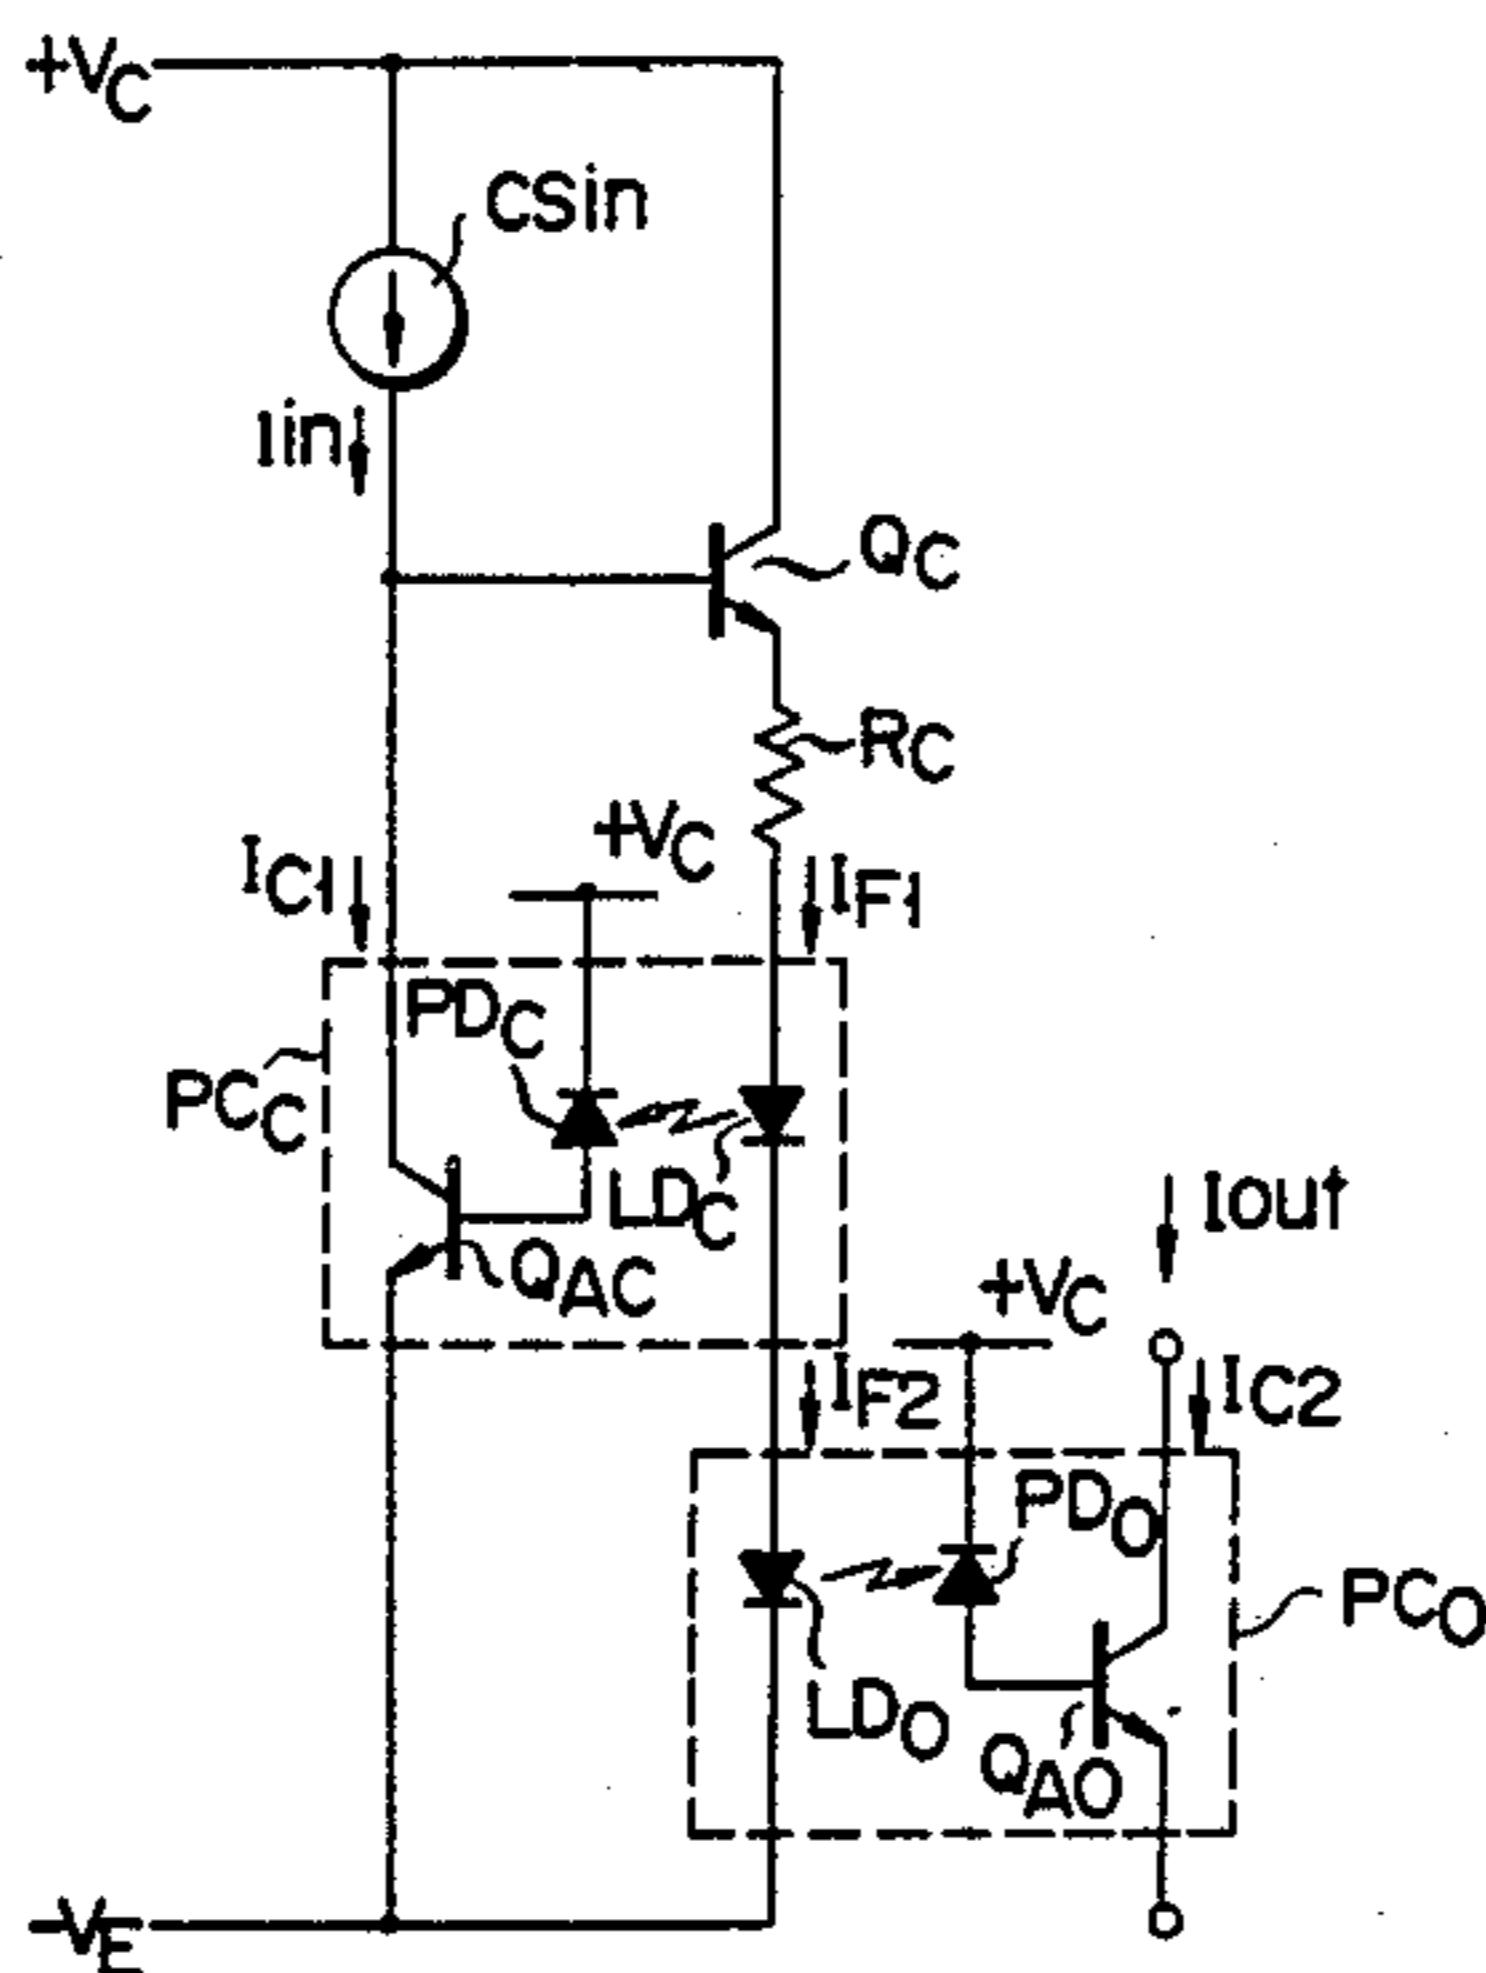 +VC
CSin
Iin
QC
RC
+VC
IC1
IF1
PDC
PCC
LDC
Iout
QAC
+VC
IF2
IC2
PDO
PCO
LDO
QAO
-VE